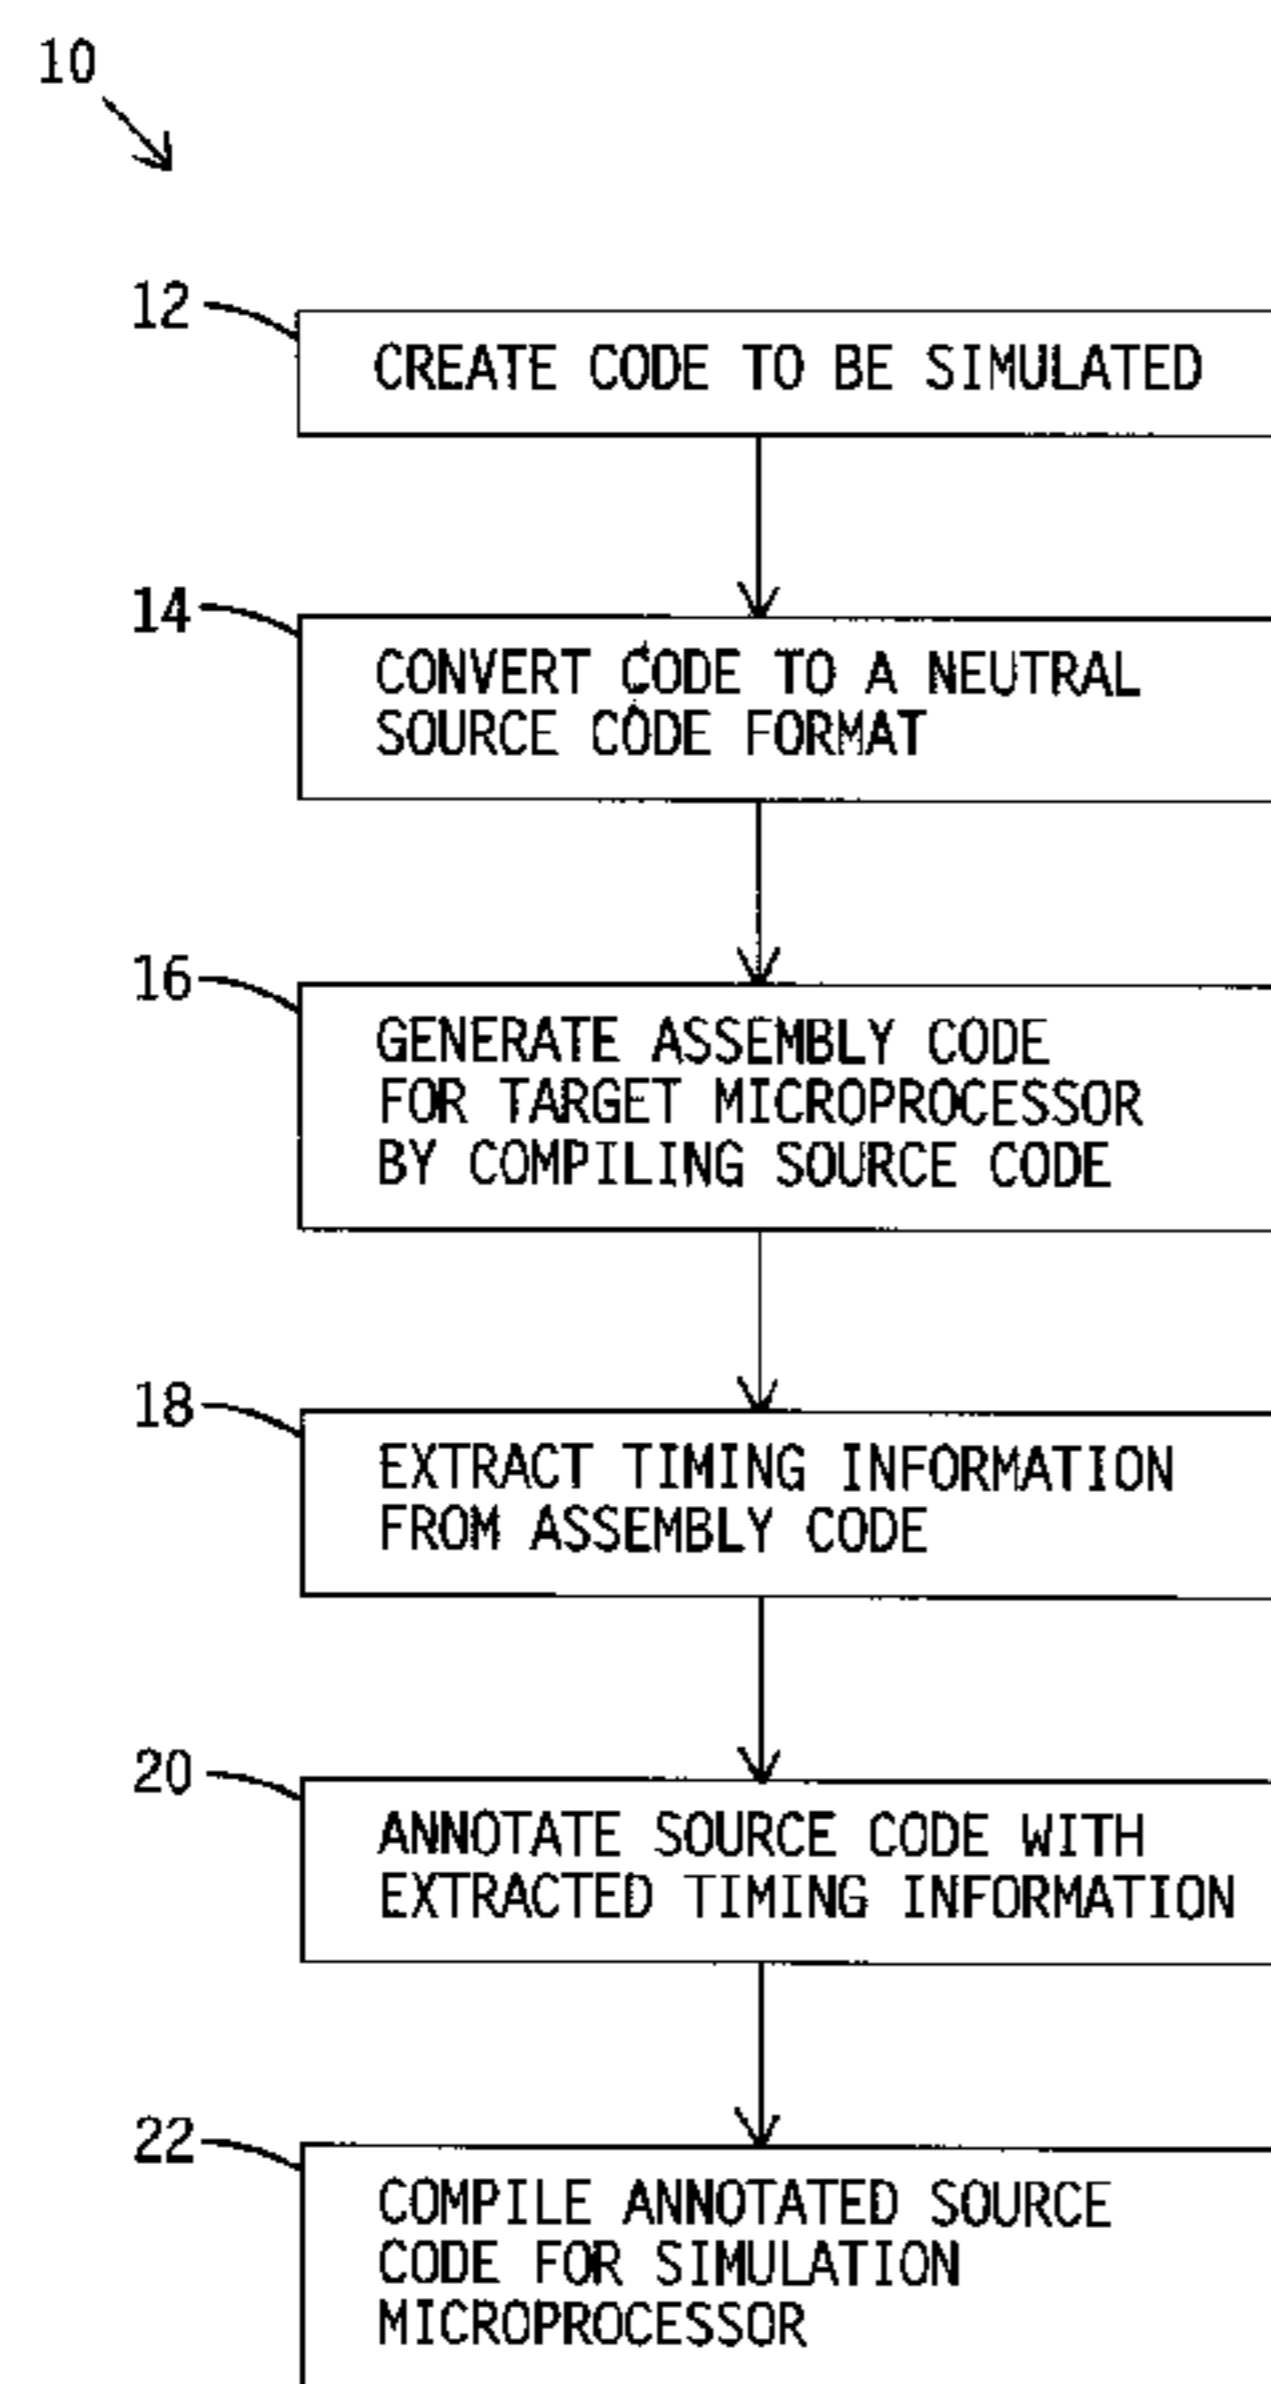 10
12
CREATE CODE TO BE SIMULATED
14
CONVERT CODE TO A NEUTRAL
SOURCE CODE FORMAT
16
GENERATE ASSEMBLY CODE
FOR TARGET MICROPROCESSOR
BY COMPILING SOURCE CODE
18
EXTRACT TIMING INFORMATION
FROM ASSEMBLY CODE
20
ANNOTATE SOURCE CODE WITH
EXTRACTED TIMING INFORMATION
22
COMPILE ANNOTATED SOURCE
CODE FOR SIMULATION
MICROPROCESSOR